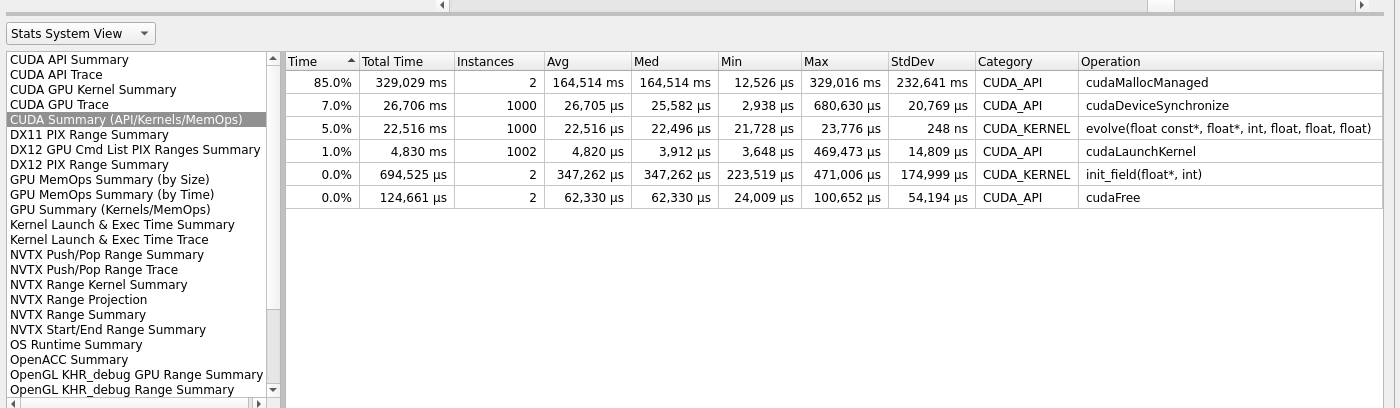 Stats System View
CUDA API Summary
CUDA API Trace
CUDA GPU Kernel Summary
CUDA GPU Trace
CUDA Summary (API/Kernels/MemOps)
DX11 PIX Range Summary
DX12 GPU Cmd List PIX Ranges Summary
DX12 PIX Range Summary
GPU MemOps Summary (by Size)
GPU MemOps Summary (by Time)
GPU Summary (Kernels/MemOps)
Kernel Launch & Exec Time Summary
Kernel Launch & Exec Time Trace
NVTX Push/Pop Range Summary
NVTX Push/Pop Range Trace
NVTX Range Kernel Summary
NVTX Range Projection
NVTX Range Summary
NVTX Start/End Range Summary
OS Runtime Summary
OpenACC Summary
OpenGL KHR_debug GPU Range Summary
OpenGL KHR_debug Range Summary
Time Total Time Instances Avg Med Min Max StdDev Category Operation
85.0% 329,029 ms 2 164,514 ms 164,514 ms 12,526 μs 329,016 ms 232,641 ms CUDA_API cudaMallocManaged
7.0% 26,706 ms 1000 26,705 μs 25,582 μs 2,938 μs 680,630 μs 20,769 μs CUDA_API cudaDeviceSynchronize
5.0% 22,516 ms 1000 22,516 μs 22,496 μs 21,728 μs 23,776 μs 248 ns CUDA_KERNEL evolve(float const*, float*, int, float, float, float)
1.0% 4,830 ms 1002 4,820 μs 3,912 μs 3,648 μs 469,473 μs 14,809 μs CUDA_API cudaLaunchKernel
0.0% 694,525 μs 2 347,262 μs 347,262 μs 223,519 μs 471,006 μs 174,999 μs CUDA_KERNEL init_field(float*, int)
0.0% 124,661 μs 2 62,330 μs 62,330 μs 24,009 μs 100,652 μs 54,194 μs CUDA_API cudaFree